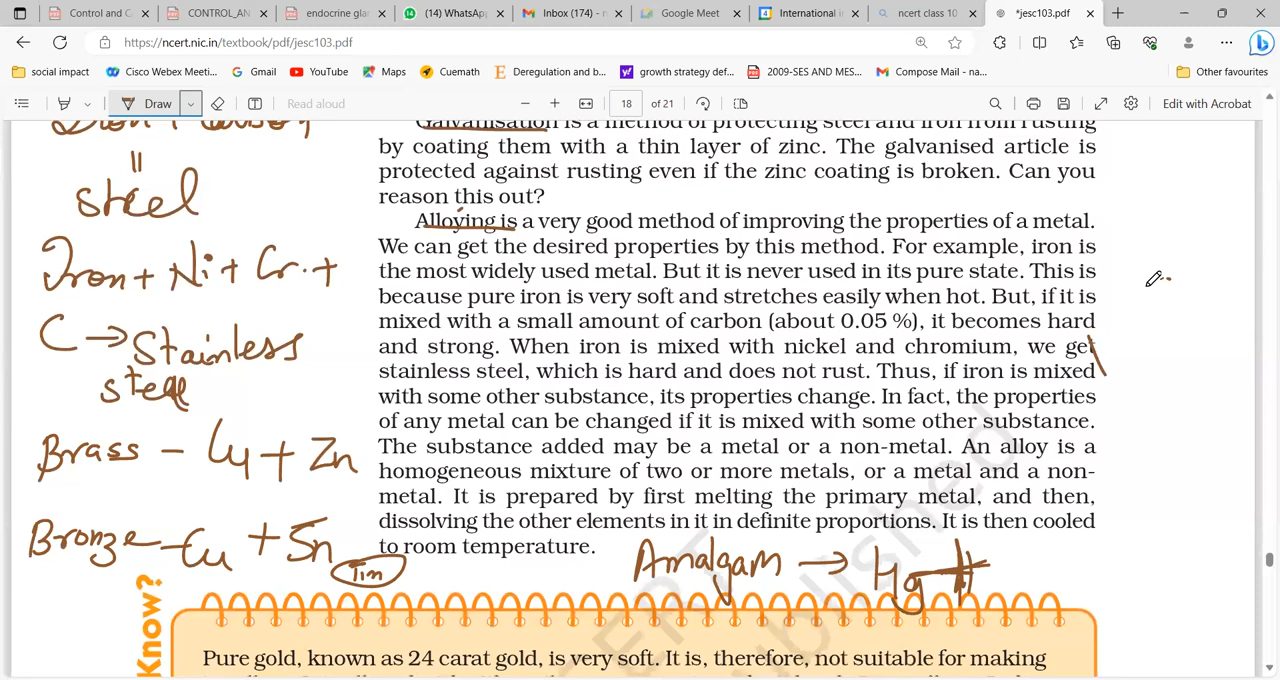 Control and C
CONTROL_AN
endocrine glan
(14) WhatsApp
Inbox (174) - n
Google Meet
International in
ncert class 10
*jesc103.pdf
https://ncert.nic.in/textbook/pdf/jesc103.pdf
social impact
Cisco Webex Meeti...
Gmail
YouTube
Maps
Cuemath
Deregulation and b...
growth strategy def...
2009-SES AND MES...
Compose Mail - na...
Other favourites
Draw
Read aloud
18 of 21
Edit with Acrobat
Galvanisation is a method of protecting steel and iron from rusting
by coating them with a thin layer of zinc. The galvanised article is
protected against rusting even if the zinc coating is broken. Can you
reason this out?
Alloying is a very good method of improving the properties of a metal.
We can get the desired properties by this method. For example, iron is
the most widely used metal. But it is never used in its pure state. This is
because pure iron is very soft and stretches easily when hot. But, if it is
mixed with a small amount of carbon (about 0.05 %), it becomes hard
and strong. When iron is mixed with nickel and chromium, we get
stainless steel, which is hard and does not rust. Thus, if iron is mixed
with some other substance, its properties change. In fact, the properties
of any metal can be changed if it is mixed with some other substance.
The substance added may be a metal or a non-metal. An alloy is a
homogeneous mixture of two or more metals, or a metal and a non-
metal. It is prepared by first melting the primary metal, and then,
dissolving the other elements in it in definite proportions. It is then cooled
to room temperature.
Iron +
=
steel
Iron + Ni + Cr. +
C → Stainless
steel
Brass - Cu + Zn
Bronze - Cu + Sn
Tin
Amalgam → Hg
Know?
Pure gold, known as 24 carat gold, is very soft. It is, therefore, not suitable for making